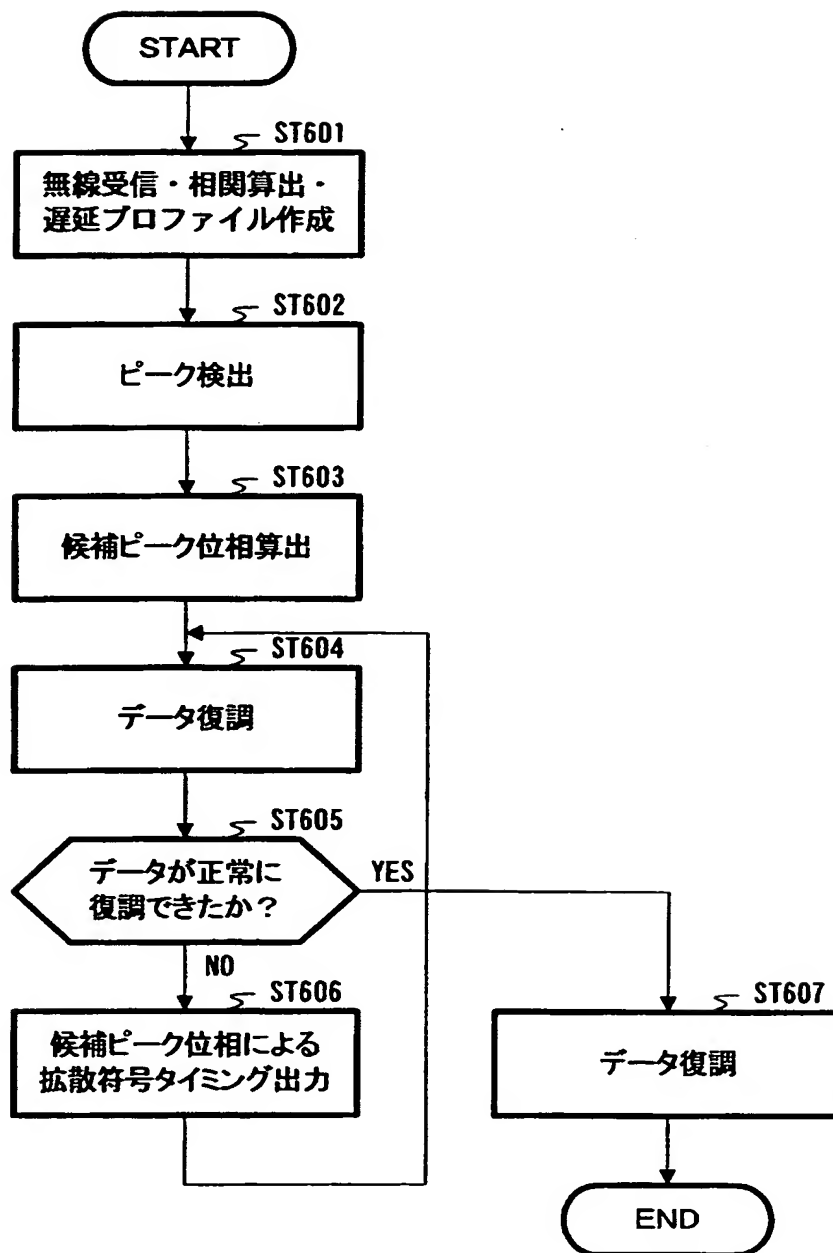 START
ST601
無線受信・相関算出・
遅延プロファイル作成
ST602
ピーク検出
ST603
候補ピーク位相算出
ST604
データ復調
ST605
データが正常に
復調できたか？
YES
NO
ST606
候補ピーク位相による
拡散符号タイミング出力
ST607
データ復調
END